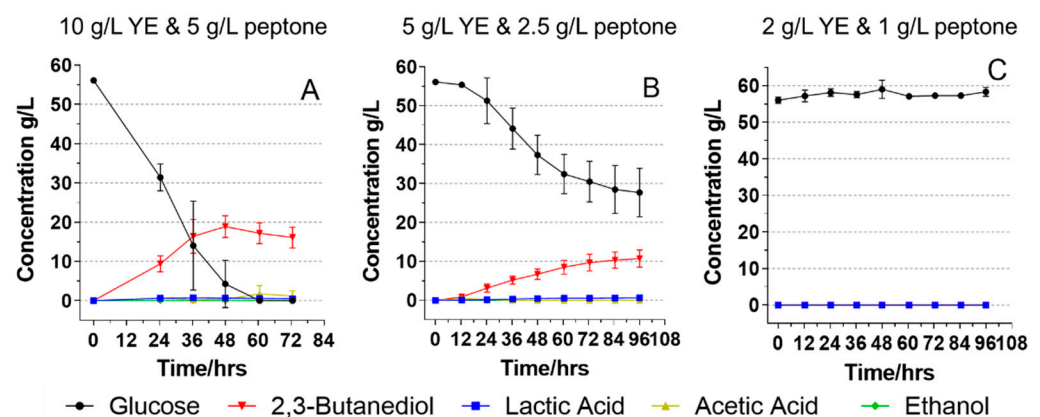 10 g/L YE & 5 g/L peptone
5 g/L YE & 2.5 g/L peptone
2 g/L YE & 1 g/L peptone
A
Concentration g/L
60
50
40
30
20
10
0
0 12 24 36 48 60 72 84
Time/hrs
B
Concentration g/L
60
50
40
30
20
10
0
0 12 24 36 48 60 72 84 96 108
Time/hrs
C
Concentration g/L
60
50
40
30
20
10
0
0 12 24 36 48 60 72 84 96 108
Time/hrs
Glucose 2,3-Butanediol Lactic Acid Acetic Acid Ethanol